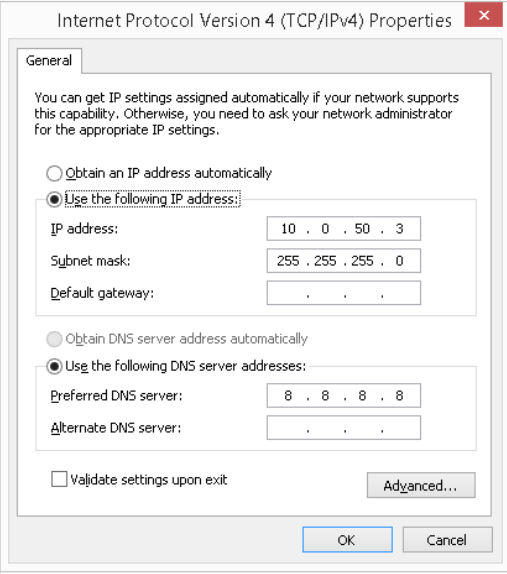 Internet Protocol Version 4 (TCP/IPv4) Properties
General
You can get IP settings assigned automatically if your network supports
this capability. Otherwise, you need to ask your network administrator
for the appropriate IP settings.
Obtain an IP address automatically
Use the following IP address:
IP address: 10 . 0 . 50 . 3
Subnet mask: 255 . 255 . 255 . 0
Default gateway: . . .
Obtain DNS server address automatically
Use the following DNS server addresses:
Preferred DNS server: 8 . 8 . 8 . 8
Alternate DNS server: . . .
Validate settings upon exit
Advanced...
OK Cancel